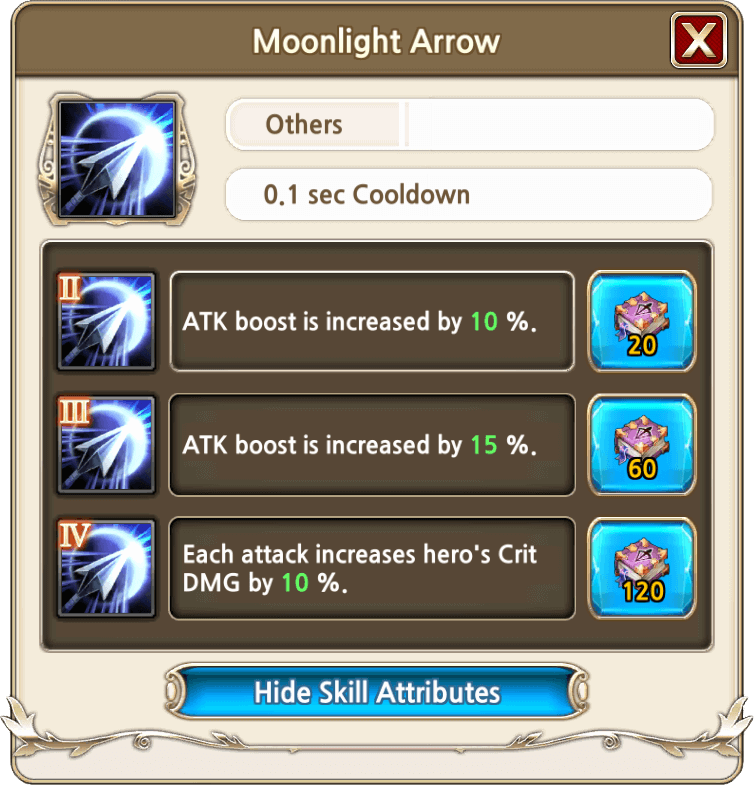 Moonlight Arrow
X
Others
0.1 sec Cooldown
II
ATK boost is increased by 10 %.
20
III
ATK boost is increased by 15 %.
60
IV
Each attack increases hero's Crit
DMG by 10 %.
120
Hide Skill Attributes